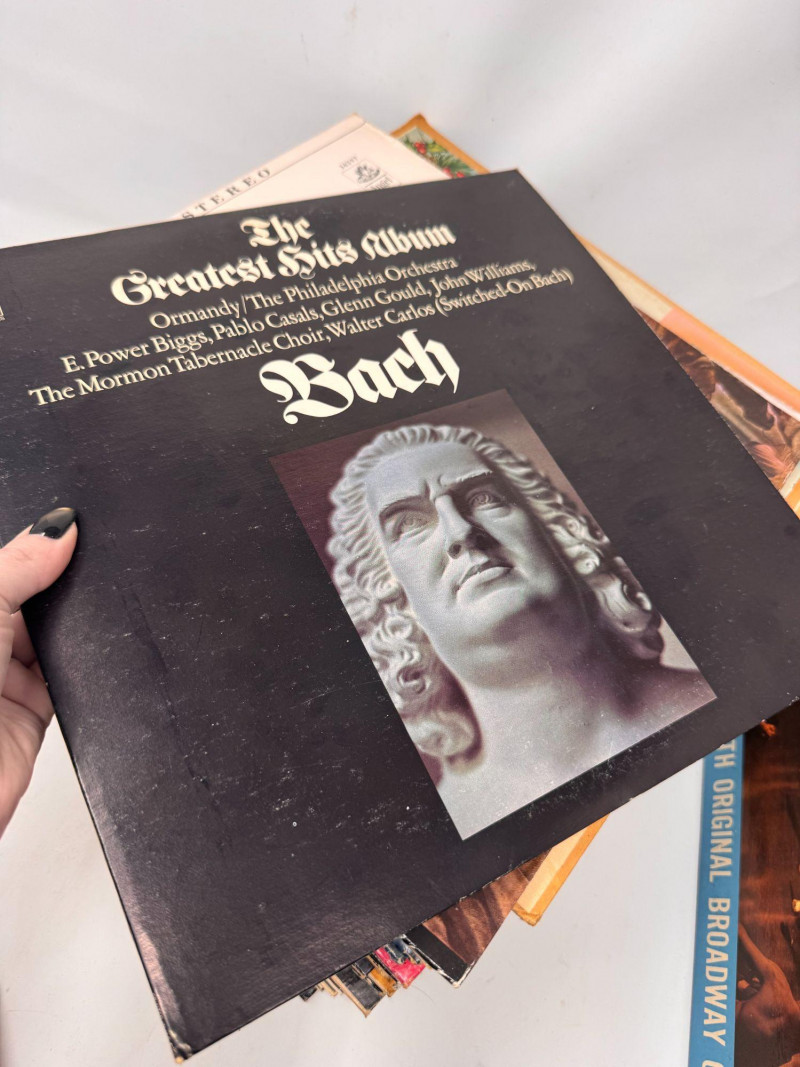 STEREO
The
Greatest Hits Album
Ormandy/The Philadelphia Orchestra
E. Power Biggs, Pablo Casals, Glenn Gould, John Williams,
The Mormon Tabernacle Choir, Walter Carlos (Switched-On Bach)
Bach
TH ORIGINAL BROADWAY